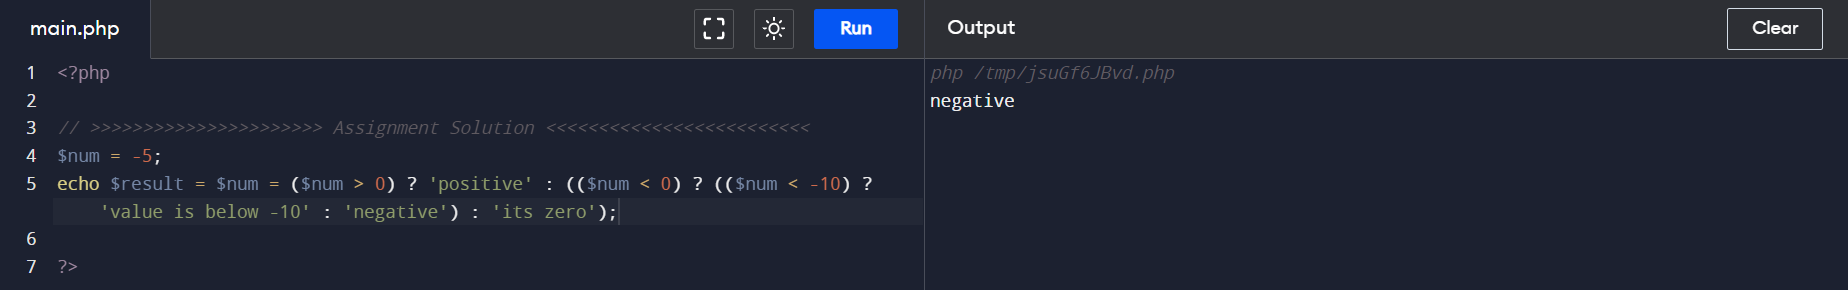 main.php
Run
Output
Clear
1 <?php
2
3 // >>>>>>>>>>>>>>>>>>>>>> Assignment Solution <<<<<<<<<<<<<<<<<<<<<<<<<
4 $num = -5;
5 echo $result = $num = ($num > 0) ? 'positive' : (($num < 0) ? (($num < -10) ?
'value is below -10' : 'negative') : 'its zero');
6
7 ?>
php /tmp/jsuGf6JBvd.php
negative